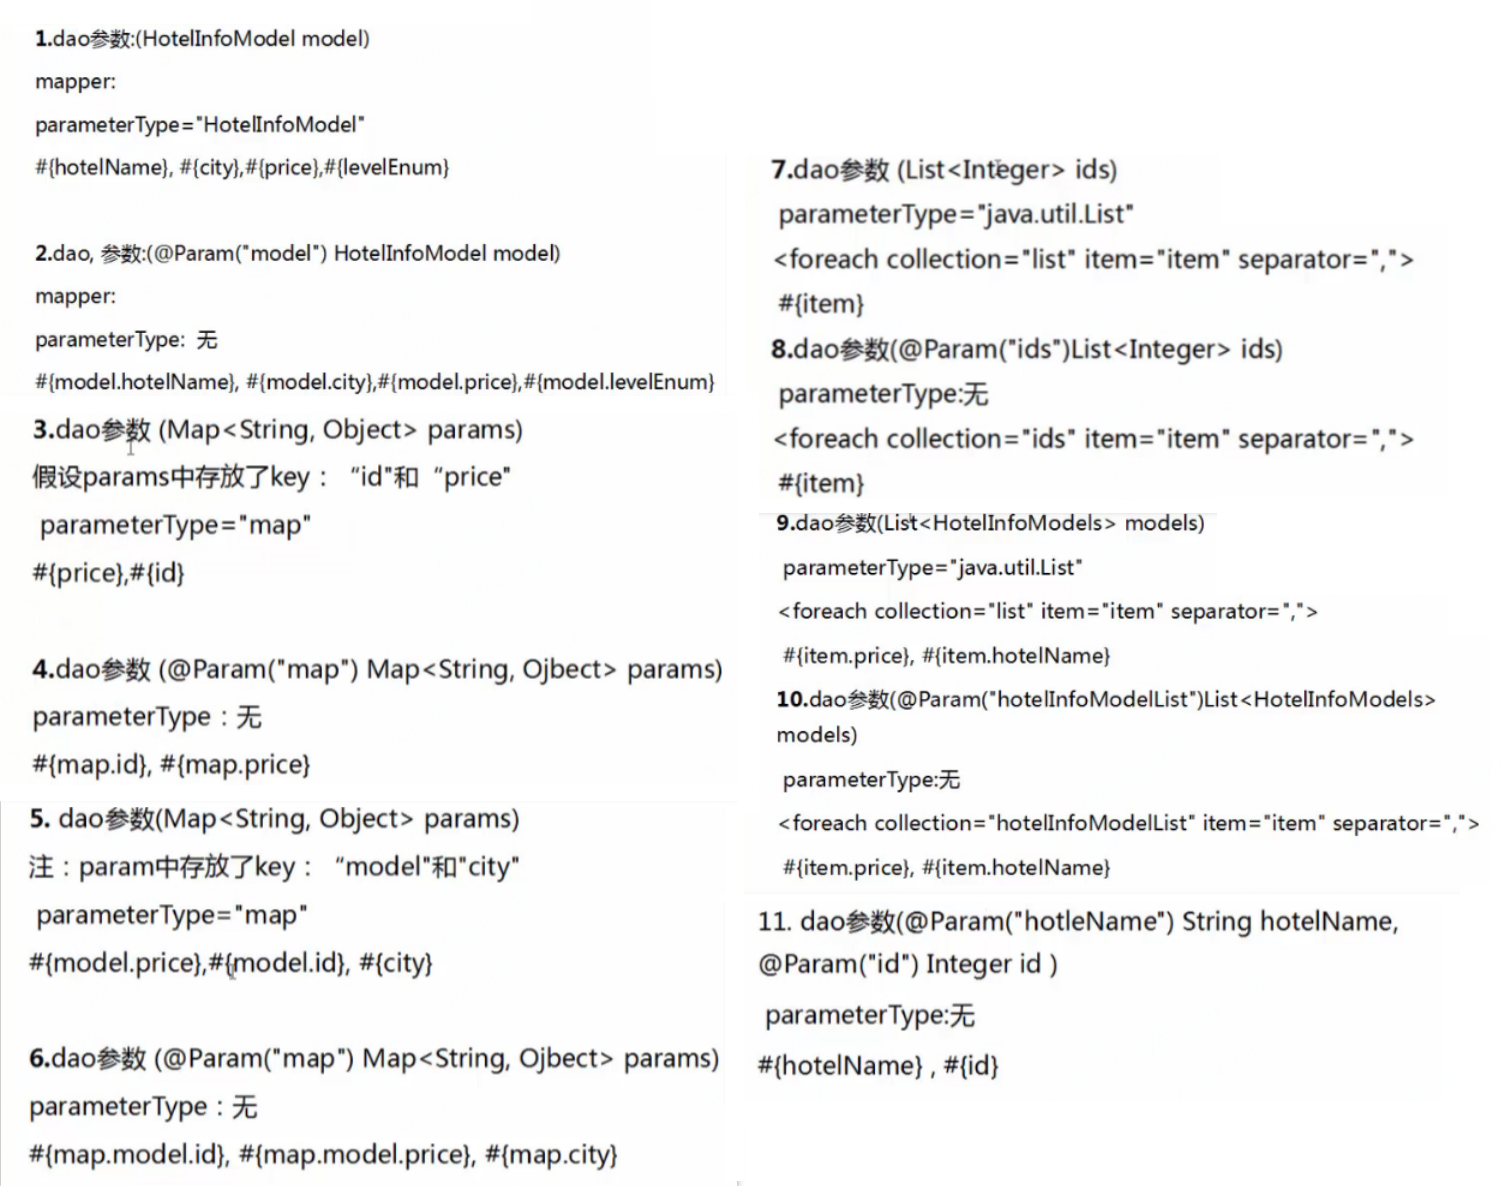 1.dao参数:(HotelInfoModel model)
mapper:
parameterType="HotelInfoModel"
#{hotelName}, #{city},#{price},#{levelEnum}
2.dao, 参数:(@Param("model") HotelInfoModel model)
mapper:
parameterType: 无
#{model.hotelName}, #{model.city},#{model.price},#{model.levelEnum}
3.dao参数 (Map<String, Object> params)
假设params中存放了key： “id"和 “price"
parameterType="map"
#{price},#{id}
4.dao参数 (@Param("map") Map<String, Ojbect> params)
parameterType：无
#{map.id}, #{map.price}
5. dao参数(Map<String, Object> params)
注：param中存放了key： “model"和"city"
parameterType="map"
#{model.price},#{model.id}, #{city}
6.dao参数 (@Param("map") Map<String, Ojbect> params)
parameterType：无
#{map.model.id}, #{map.model.price}, #{map.city}
7.dao参数 (List<Integer> ids)
parameterType="java.util.List"
<foreach collection="list" item="item" separator=",">
#{item}
8.dao参数(@Param("ids")List<Integer> ids)
parameterType:无
<foreach collection="ids" item="item" separator=",">
#{item}
9.dao参数(List<HotelInfoModels> models)
parameterType="java.util.List"
<foreach collection="list" item="item" separator=",">
#{item.price}, #{item.hotelName}
10.dao参数(@Param("hotelInfoModelList")List<HotelInfoModels>
models)
parameterType:无
<foreach collection="hotelInfoModelList" item="item" separator=",">
#{item.price}, #{item.hotelName}
11. dao参数(@Param("hotleName") String hotelName,
@Param("id") Integer id )
parameterType:无
#{hotelName} , #{id}